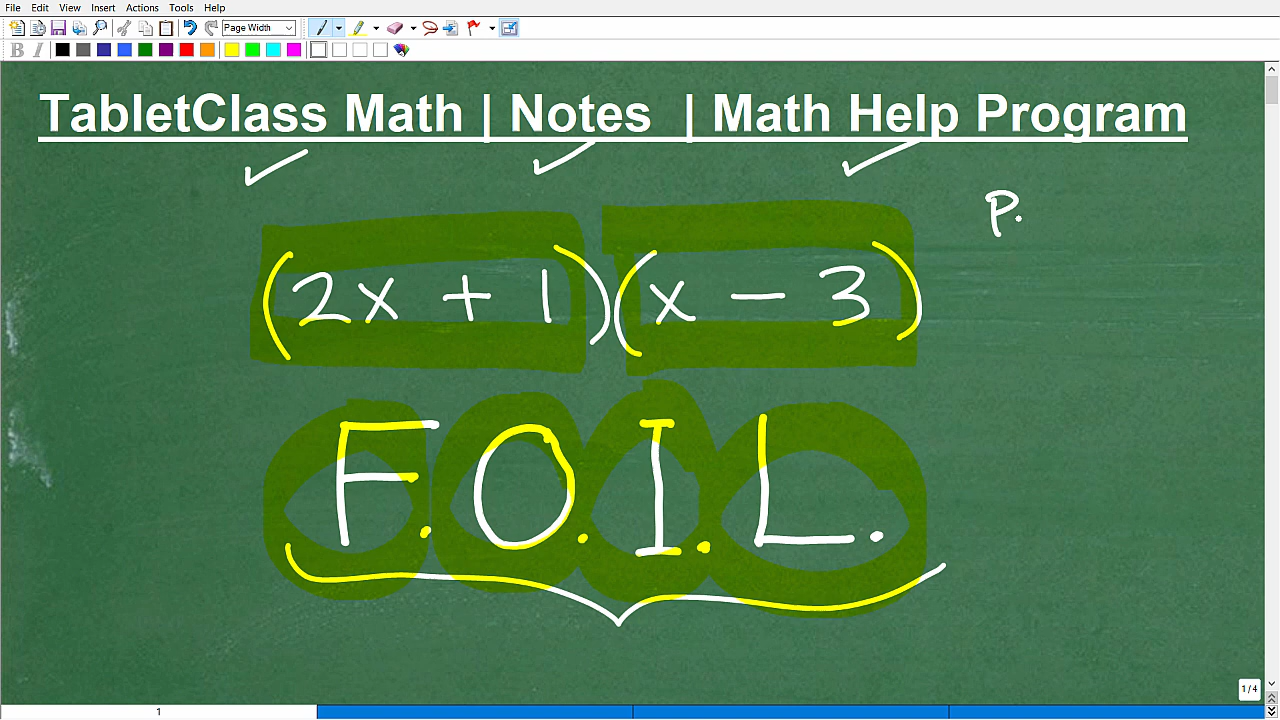 File Edit View Insert Actions Tools Help
Page Width
B I
TabletClass Math | Notes | Math Help Program
P.
(2x + 1)(x - 3)
F.O.I.L.
1/4
1